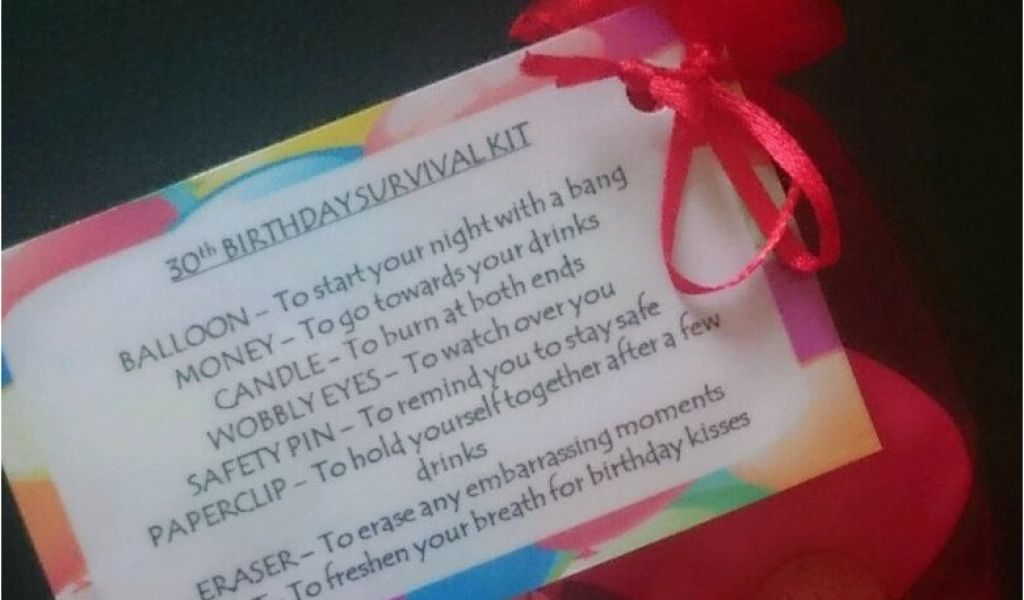 30th BIRTHDAY SURVIVAL KIT
BALLOON – To start your night with a bang
MONEY – To go towards your drinks
CANDLE – To burn at both ends
WOBBLY EYES – To watch over you
SAFETY PIN – To remind you to stay safe
PAPERCLIP – To hold yourself together after a few
drinks
ERASER – To erase any embarrassing moments
To freshen your breath for birthday kisses